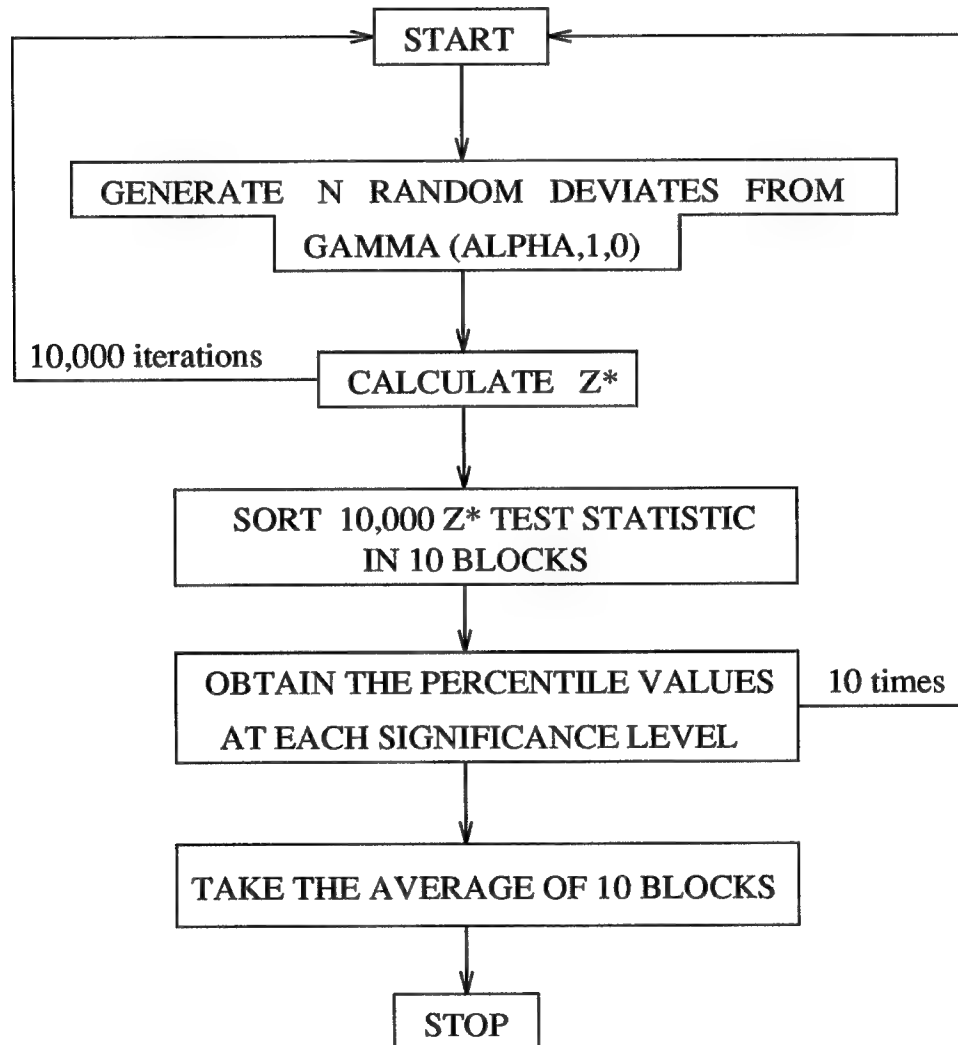 START
GENERATE N RANDOM DEVIATES FROM
GAMMA (ALPHA,1,0)
10,000 iterations
CALCULATE Z*
SORT 10,000 Z* TEST STATISTIC
IN 10 BLOCKS
OBTAIN THE PERCENTILE VALUES
AT EACH SIGNIFICANCE LEVEL
10 times
TAKE THE AVERAGE OF 10 BLOCKS
STOP